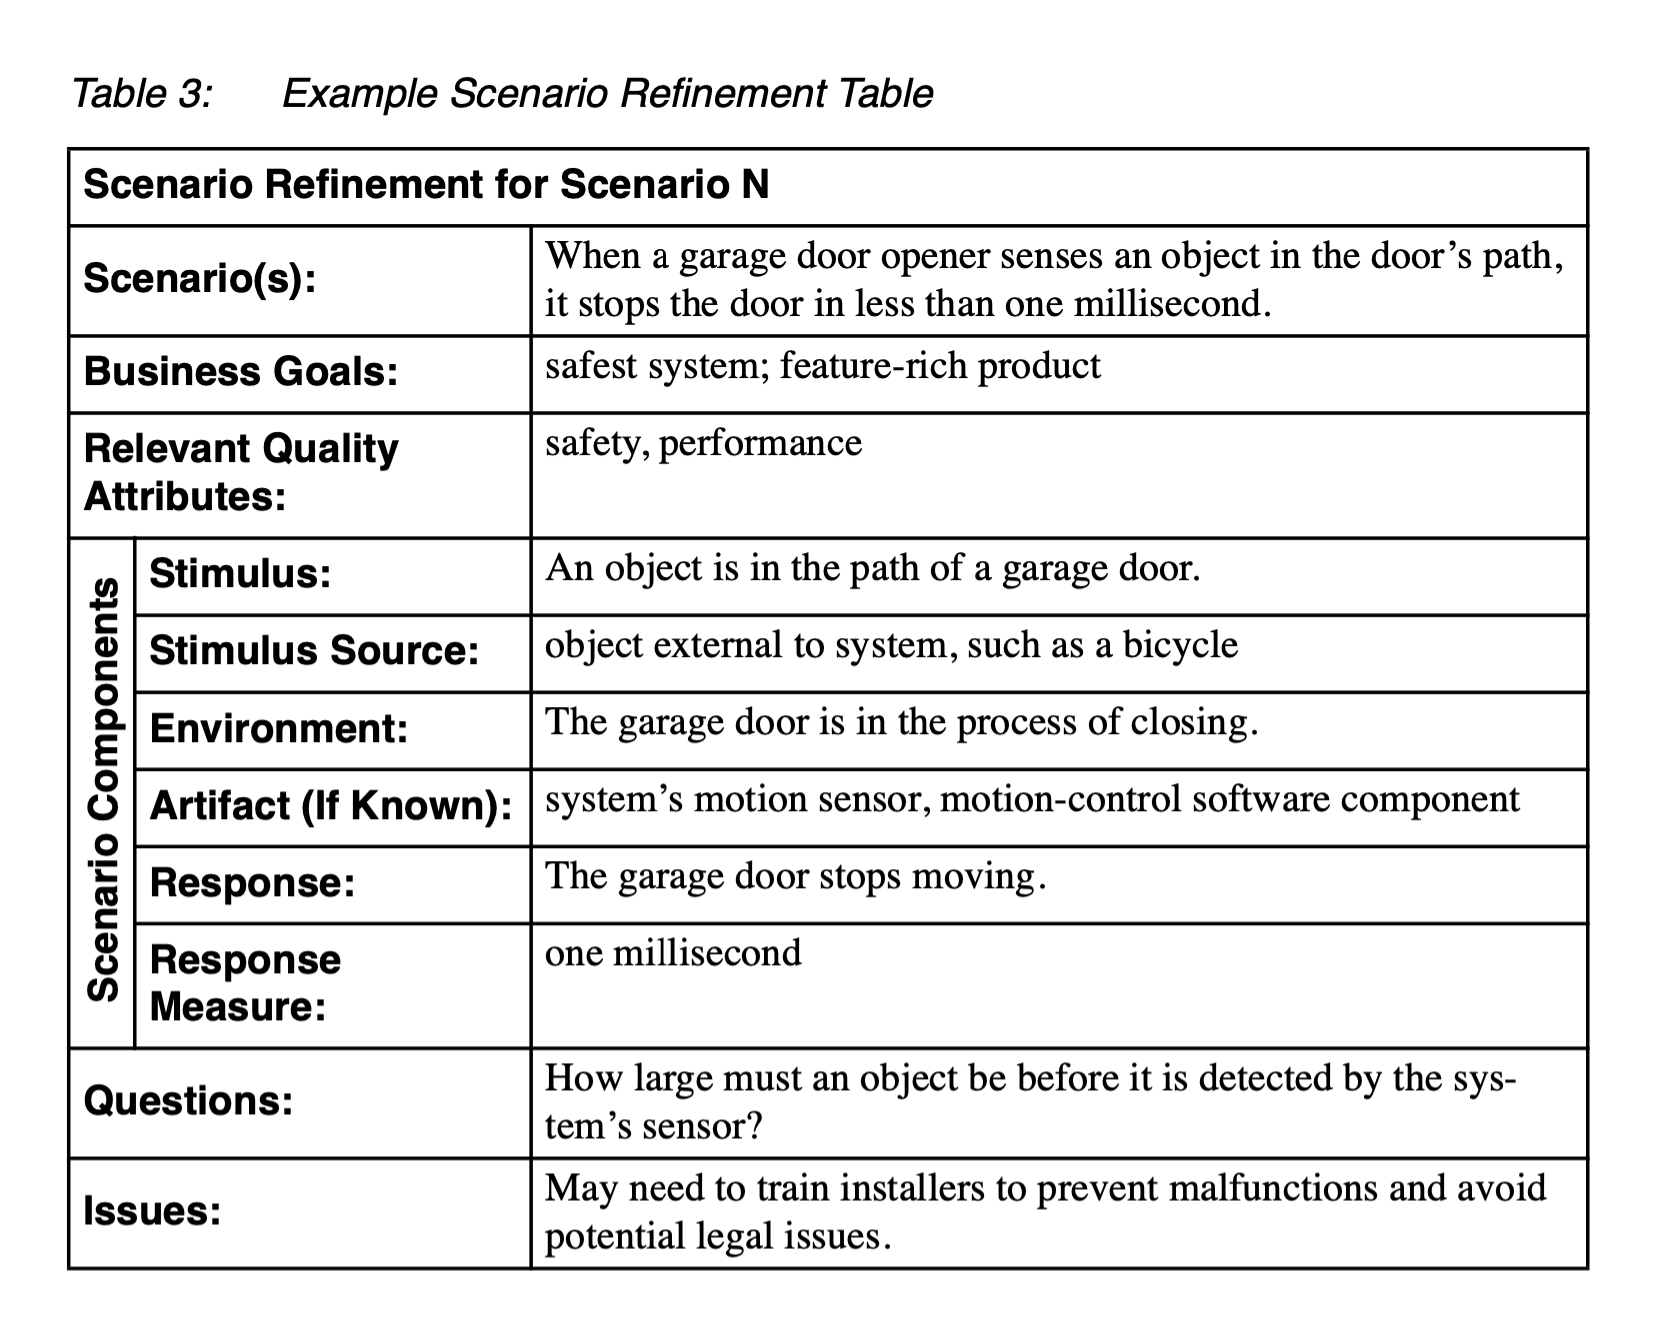 Table 3: Example Scenario Refinement Table
Scenario Refinement for Scenario N
Scenario(s):
When a garage door opener senses an object in the door’s path,
it stops the door in less than one millisecond.
Business Goals:
safest system; feature-rich product
Relevant Quality
Attributes:
safety, performance
Scenario Components
Stimulus:
An object is in the path of a garage door.
Stimulus Source:
object external to system, such as a bicycle
Environment:
The garage door is in the process of closing.
Artifact (If Known):
system’s motion sensor, motion-control software component
Response:
The garage door stops moving.
Response
Measure:
one millisecond
Questions:
How large must an object be before it is detected by the sys-
tem’s sensor?
Issues:
May need to train installers to prevent malfunctions and avoid
potential legal issues.